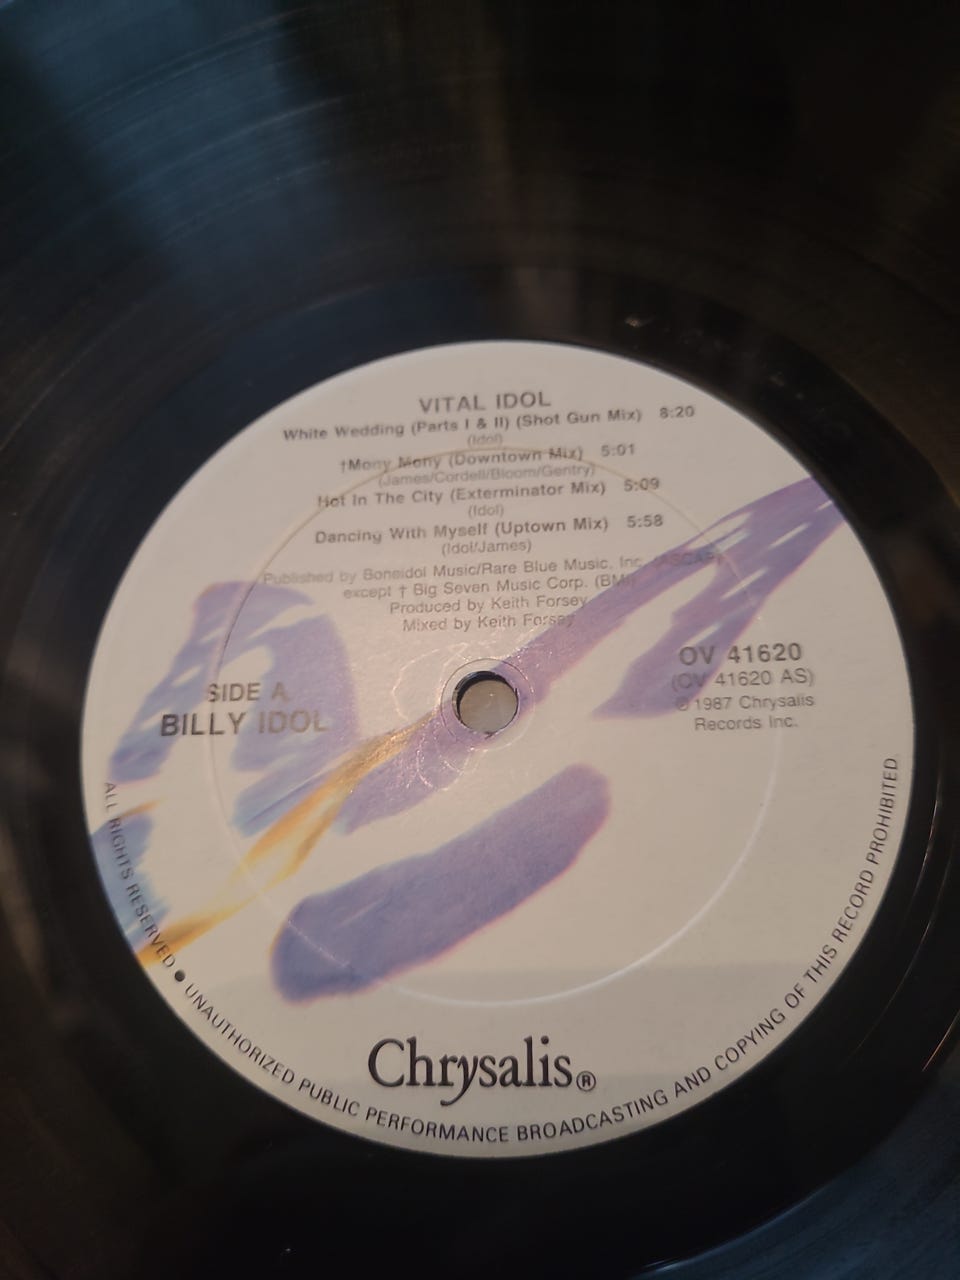 VITAL IDOL
White Wedding (Parts I & II) (Shot Gun Mix) 8:20
(Idol)
†Mony Mony (Downtown Mix) 5:01
(James/Cordell/Bloom/Gentry)
Hot In The City (Exterminator Mix) 5:09
(Idol)
Dancing With Myself (Uptown Mix) 5:58
(Idol/James)
Published by Boneidol Music/Rare Blue Music, Inc. (ASCAP)
except † Big Seven Music Corp. (BMI)
Produced by Keith Forsey
Mixed by Keith Forsey
SIDE A
BILLY IDOL
OV 41620
(OV 41620 AS)
℗1987 Chrysalis
Records Inc.
Chrysalis®
ALL RIGHTS RESERVED • UNAUTHORIZED PUBLIC PERFORMANCE BROADCASTING AND COPYING OF THIS RECORD PROHIBITED